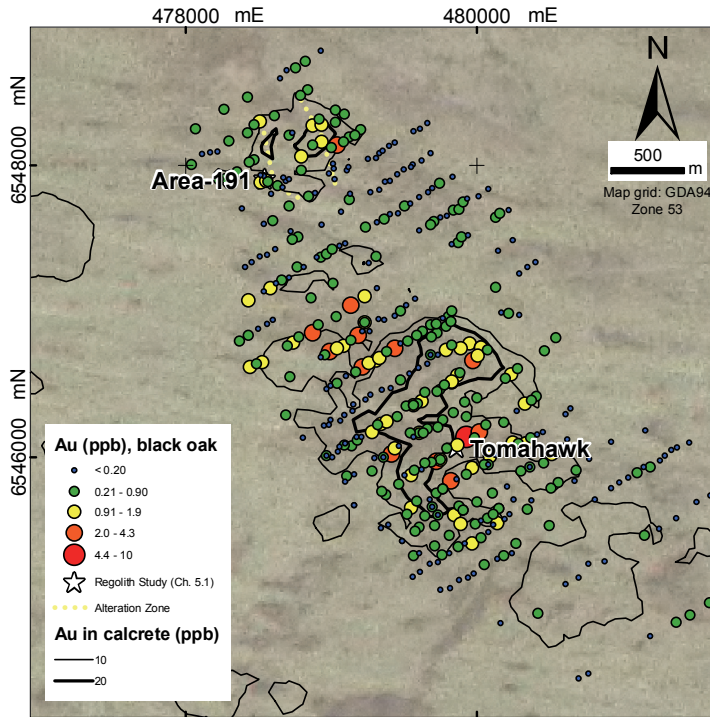 478000 mE
480000 mE
N
500
m
Map grid: GDA94
Zone 53
6548000 mN
Area-191
6546000 mN
Tomahawk
Au (ppb), black oak
< 0.20
0.21 - 0.90
0.91 - 1.9
2.0 - 4.3
4.4 - 10
Regolith Study (Ch. 5.1)
Alteration Zone
Au in calcrete (ppb)
10
20